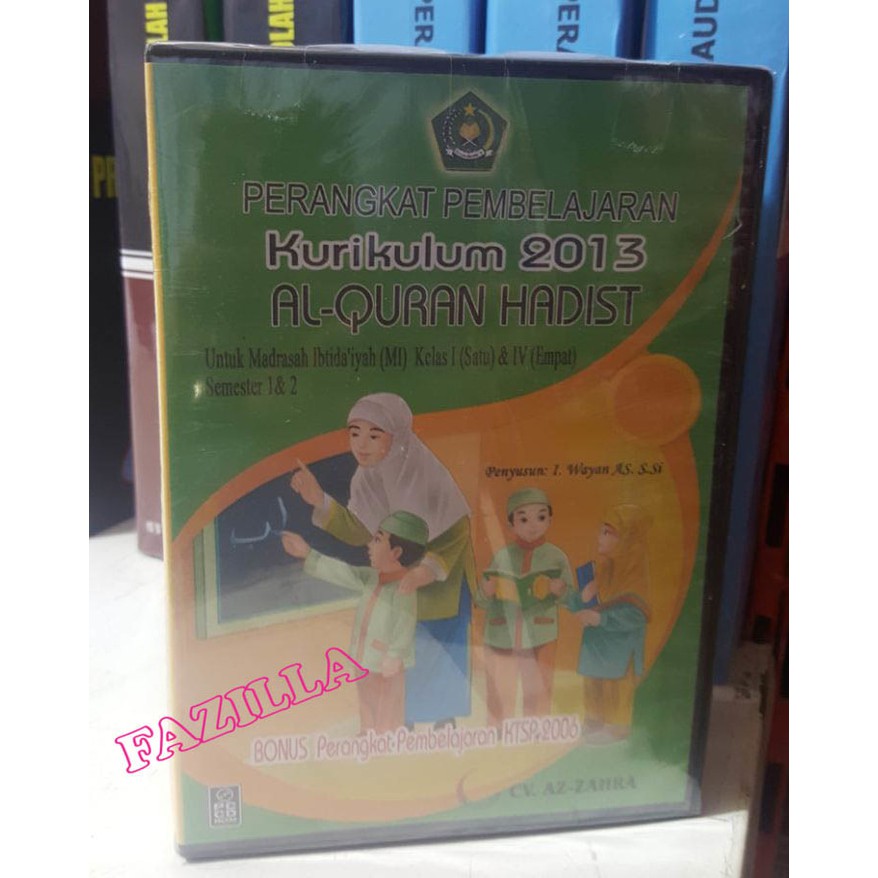 PERANGKAT PEMBELAJARAN
Kurikulum 2013
AL-QURAN HADIST
Untuk Madrasah Ibtida'iyah (MI) Kelas I (Satu) & IV (Empat)
Semester 1 & 2
Penyusun: I. Wayan AS. S.Si
FAZILLA
BONUS Perangkat Pembelajaran KTSP 2006
CV. AZ-ZAHRA